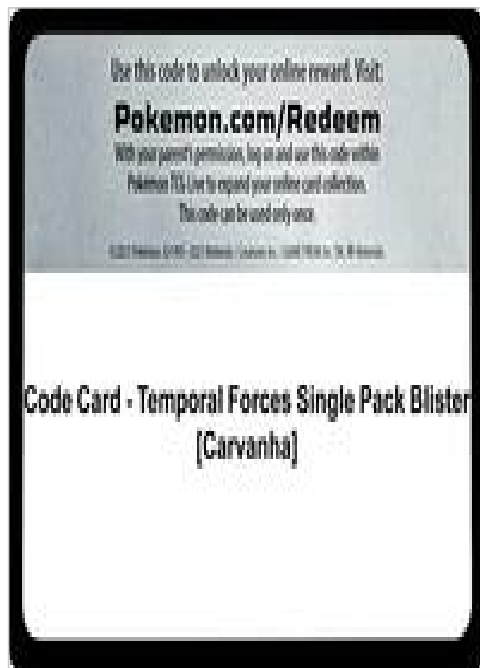 Use this code to unlock your online reward. Visit:
Pokemon.com/Redeem
With your parent's permission, log on and use this code within
Pokémon TCG Live to expand your online card collection.
This code can be used only once.
Code Card - Temporal Forces Single Pack Blister
[Carvanha]